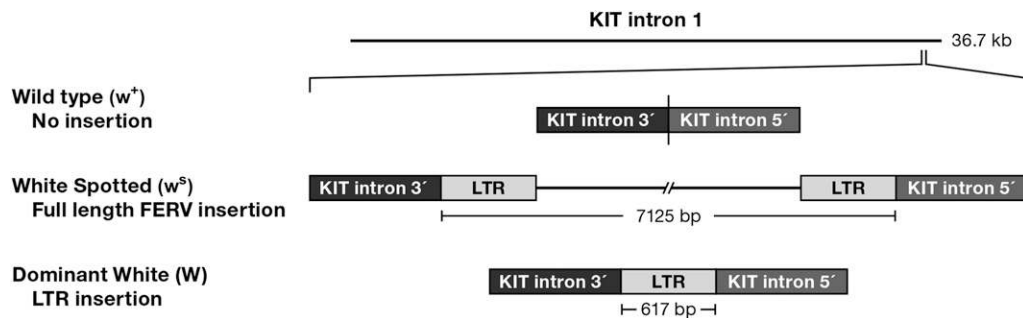 KIT intron 1
36.7 kb
Wild type (w⁺)
No insertion
KIT intron 3´ KIT intron 5´
White Spotted (wˢ)
Full length FERV insertion
KIT intron 3´ LTR LTR KIT intron 5´
7125 bp
Dominant White (W)
LTR insertion
KIT intron 3´ LTR KIT intron 5´
617 bp